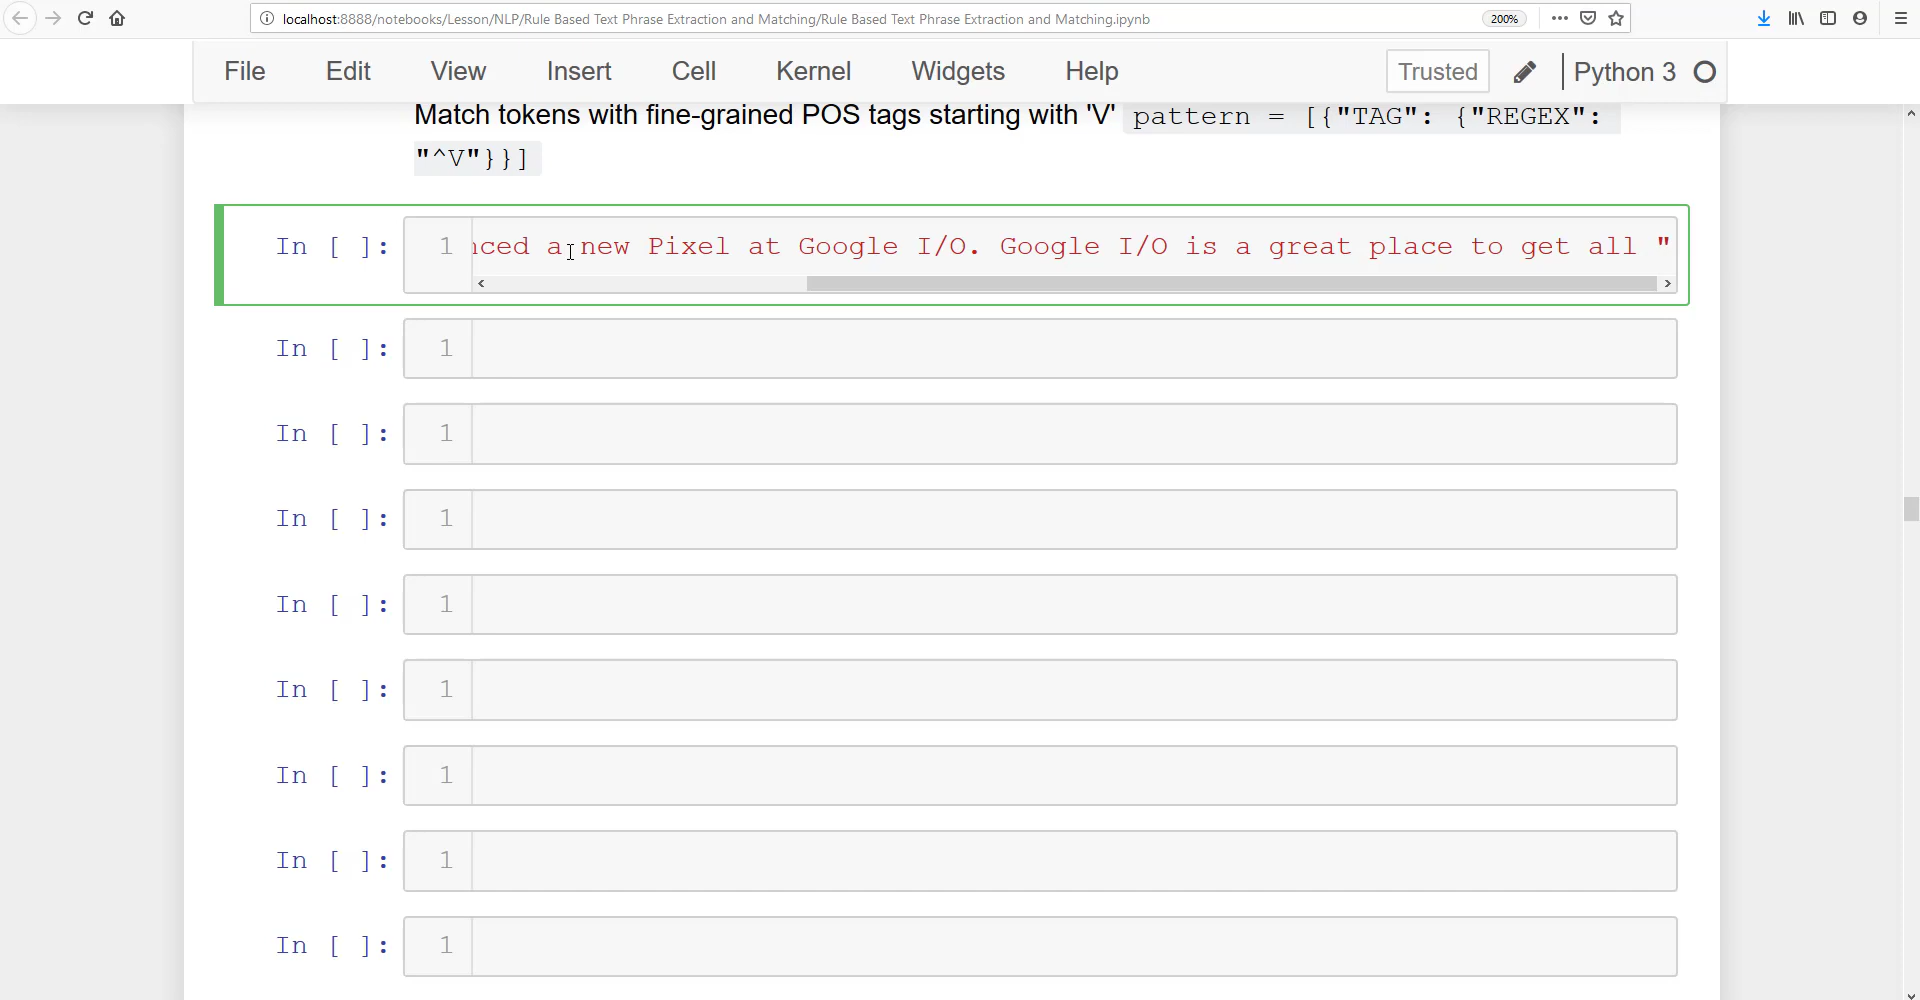 localhost:8888/notebooks/Lesson/NLP/Rule Based Text Phrase Extraction and Matching/Rule Based Text Phrase Extraction and Matching.ipynb 200%
File Edit View Insert Cell Kernel Widgets Help Trusted Python 3
Match tokens with fine-grained POS tags starting with 'V' pattern = [{"TAG": {"REGEX":
"^V"}}]
In [ ]: 1 nced a new Pixel at Google I/O. Google I/O is a great place to get all "
In [ ]: 1
In [ ]: 1
In [ ]: 1
In [ ]: 1
In [ ]: 1
In [ ]: 1
In [ ]: 1
In [ ]: 1